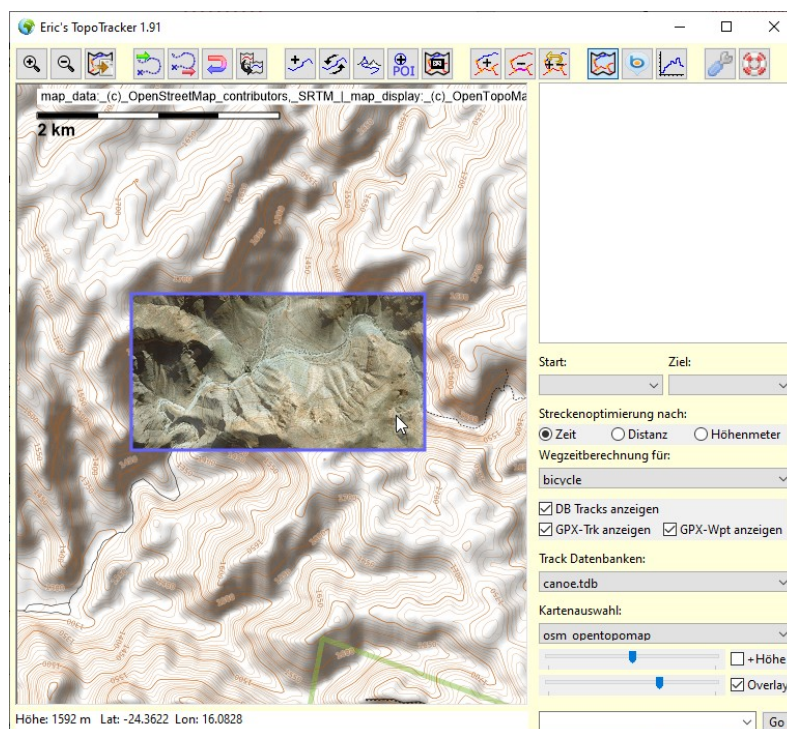 Eric's TopoTracker 1.91
POI
map_data:_(c)_OpenStreetMap_contributors,_SRTM_|_map_display:_(c)_OpenTopoMa
2 km
Start:
Ziel:
Streckenoptimierung nach:
Zeit
Distanz
Höhenmeter
Wegzeitberechnung für:
bicycle
DB Tracks anzeigen
GPX-Trk anzeigen
GPX-Wpt anzeigen
Track Datenbanken:
canoe.tdb
Kartenauswahl:
osm_opentopomap
+Höhe
Overlay
Höhe: 1592 m Lat: -24.3622 Lon: 16.0828
Go